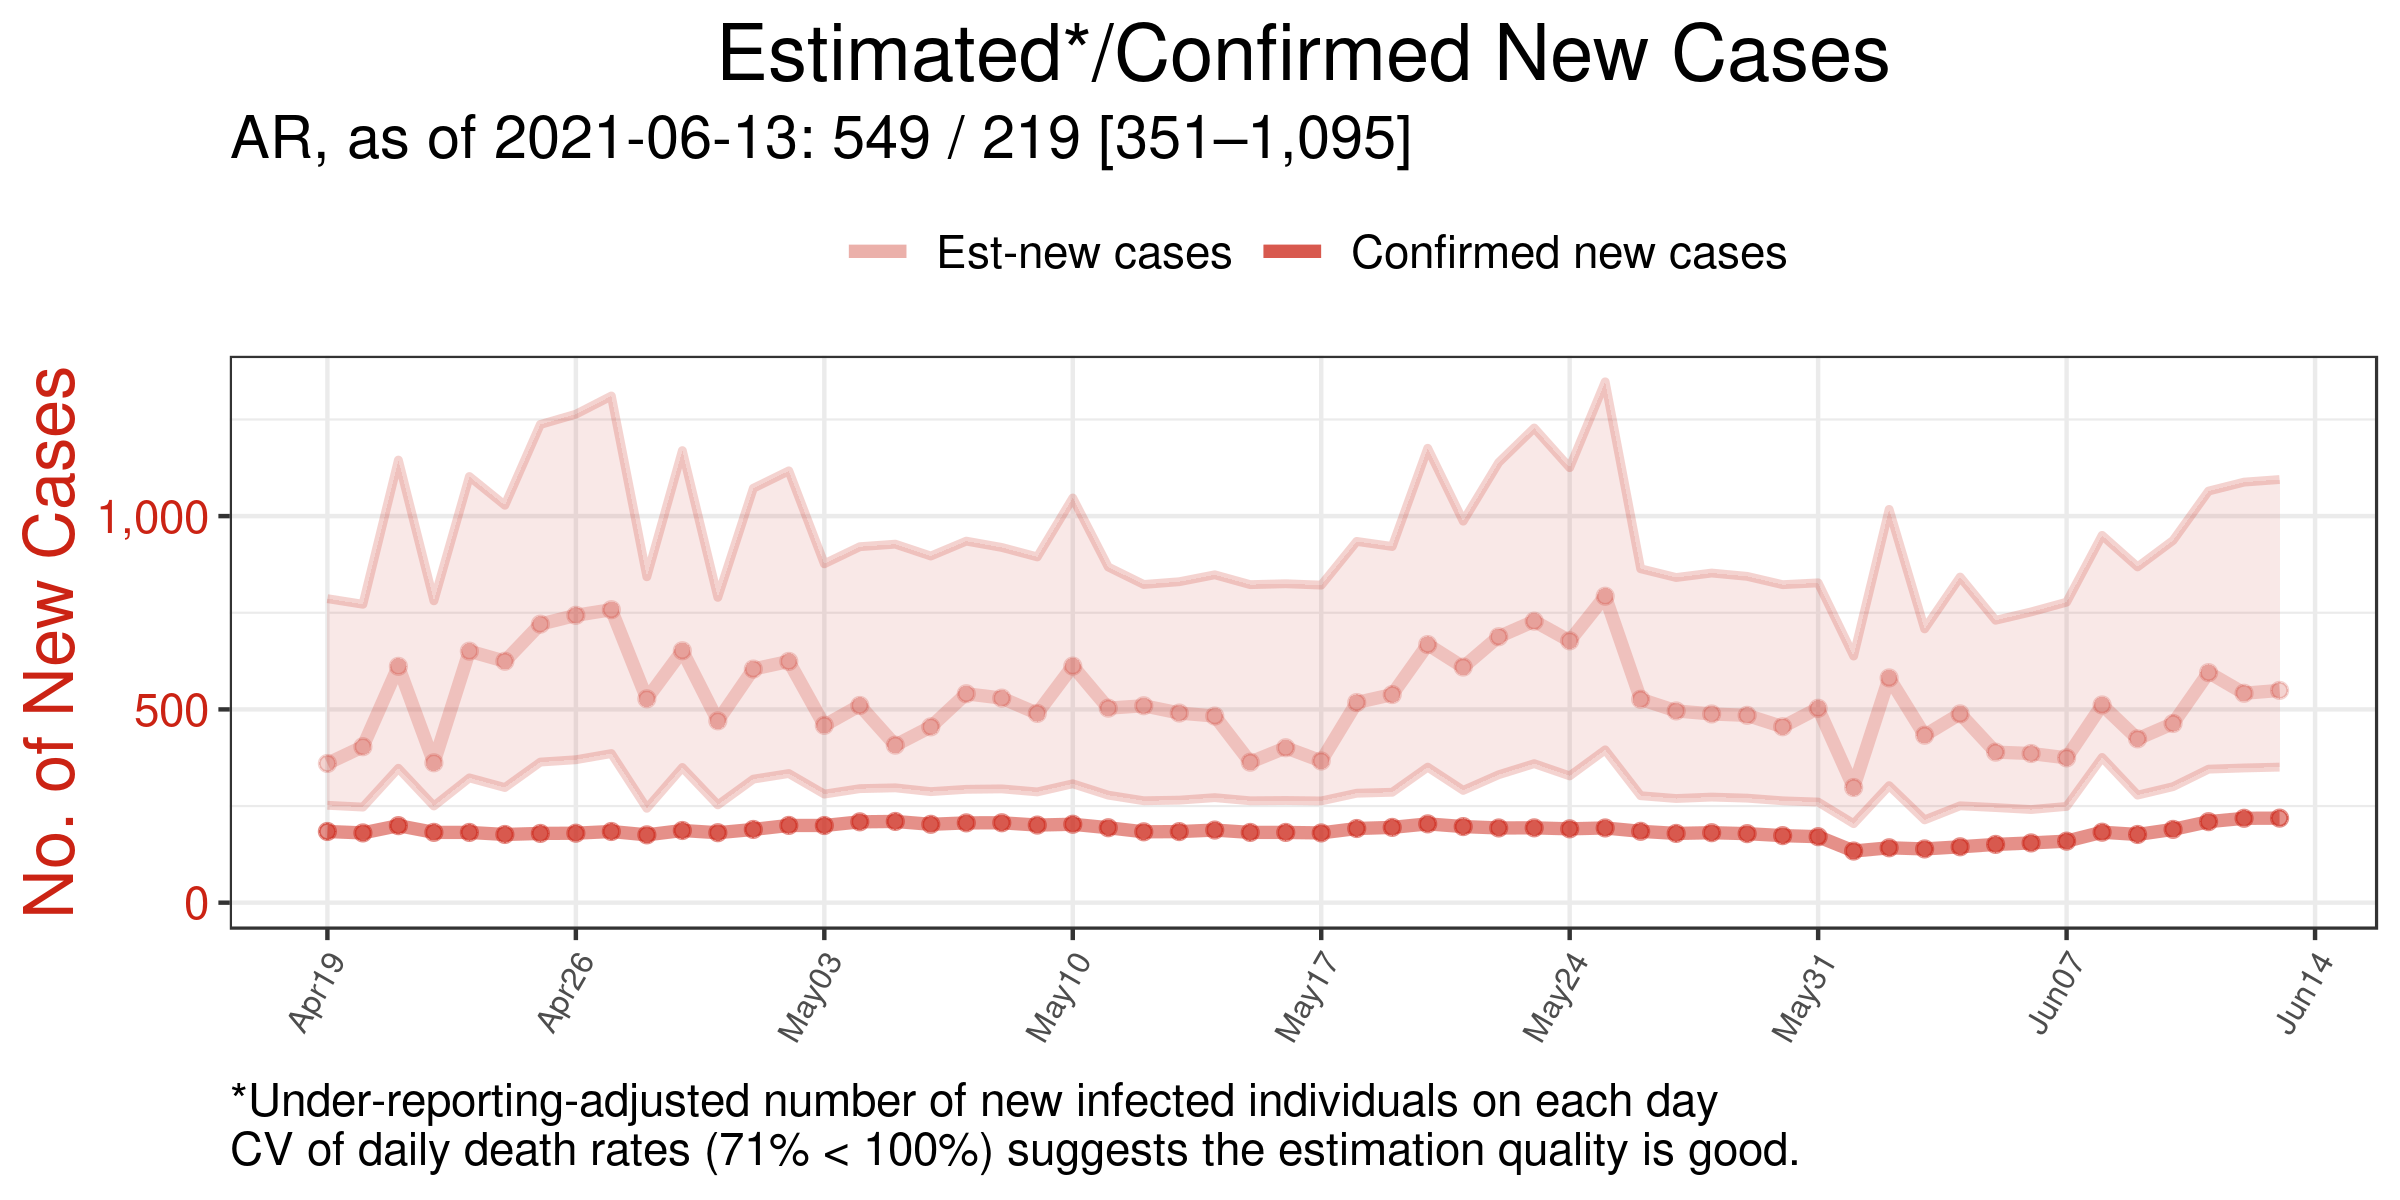 Estimated*/Confirmed New Cases
AR, as of 2021-06-13: 549 / 219 [351–1,095]
Est-new cases
Confirmed new cases
No. of New Cases
1,000
500
0
Apr19
Apr26
May03
May10
May17
May24
May31
Jun07
Jun14
*Under-reporting-adjusted number of new infected individuals on each day
CV of daily death rates (71% < 100%) suggests the estimation quality is good.